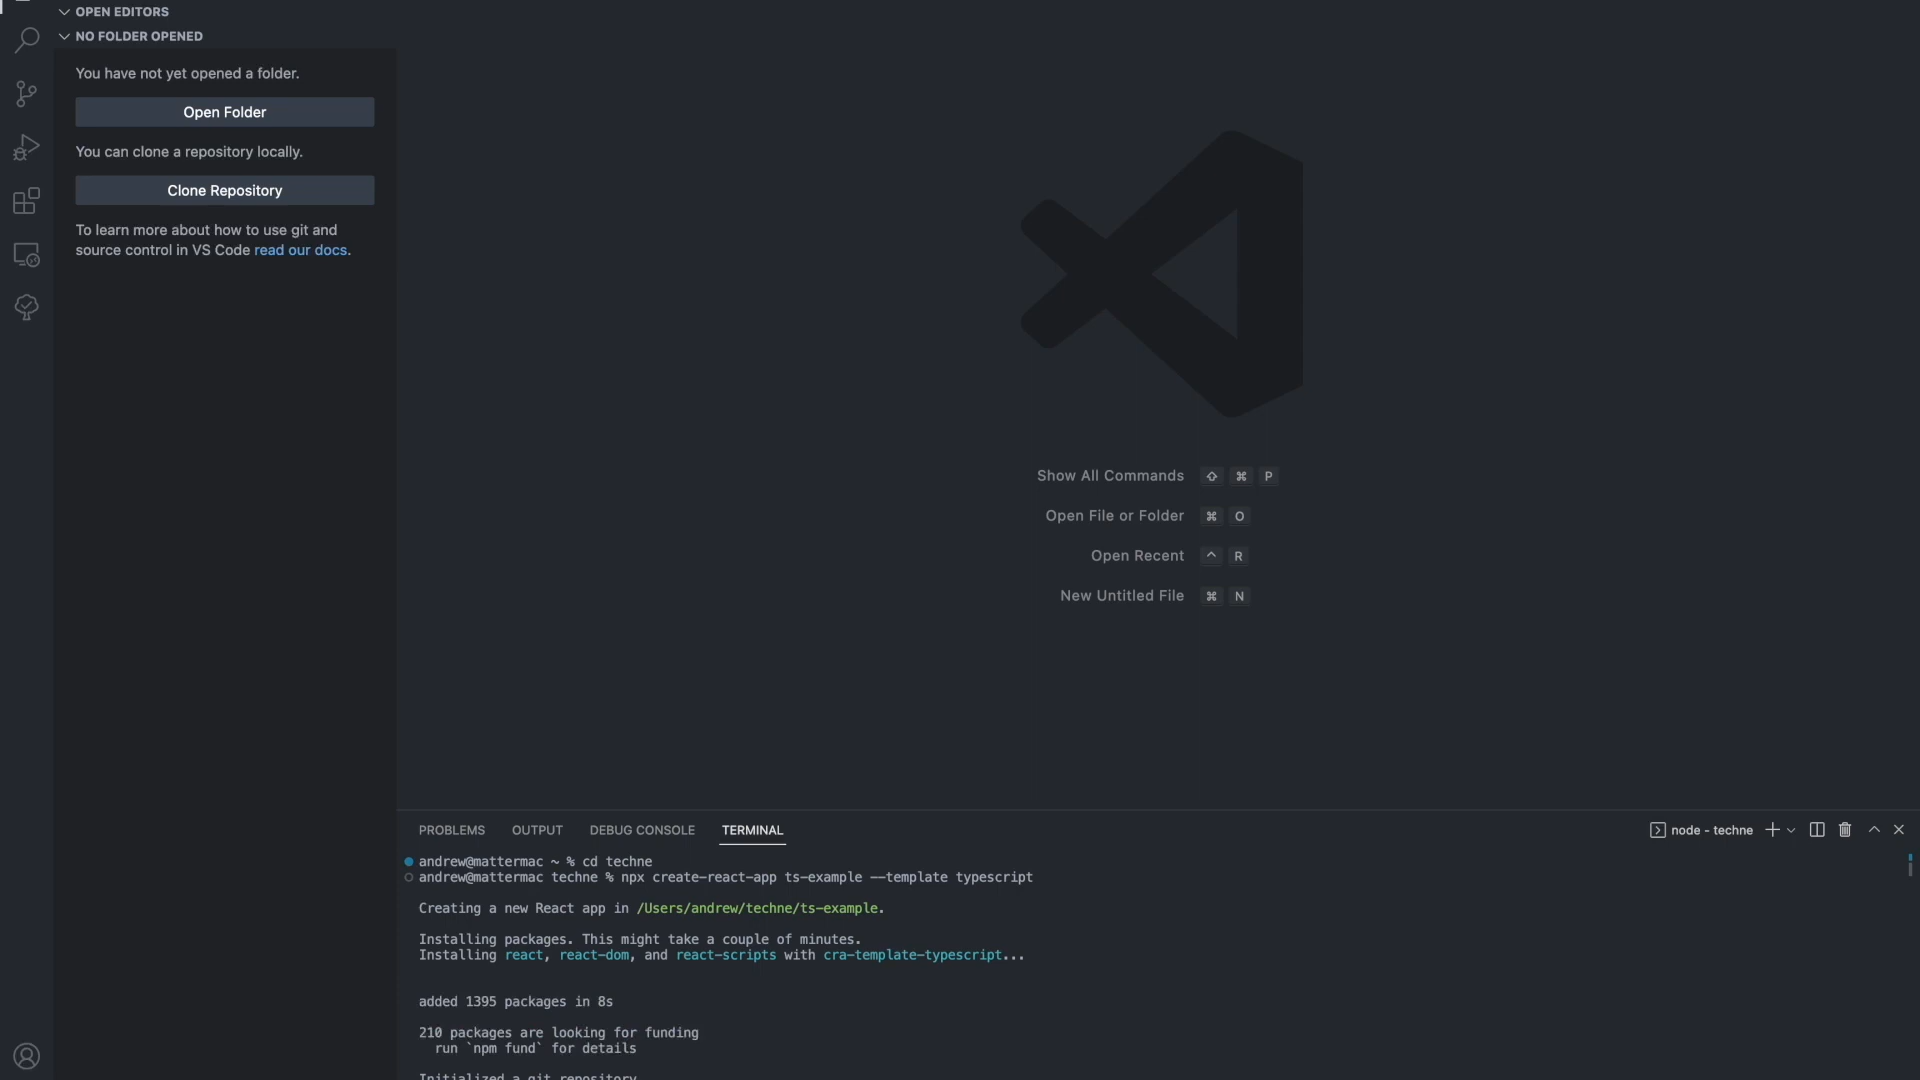 OPEN EDITORS
NO FOLDER OPENED
You have not yet opened a folder.
Open Folder
You can clone a repository locally.
Clone Repository
To learn more about how to use git and
source control in VS Code read our docs.
Show All Commands ⇧ ⌘ P
Open File or Folder ⌘ O
Open Recent ^ R
New Untitled File ⌘ N
PROBLEMS OUTPUT DEBUG CONSOLE TERMINAL
node - techne
andrew@mattermac ~ % cd techne
andrew@mattermac techne % npx create-react-app ts-example --template typescript
Creating a new React app in /Users/andrew/techne/ts-example.
Installing packages. This might take a couple of minutes.
Installing react, react-dom, and react-scripts with cra-template-typescript...
added 1395 packages in 8s
210 packages are looking for funding
run `npm fund` for details
Initialized a git repository.